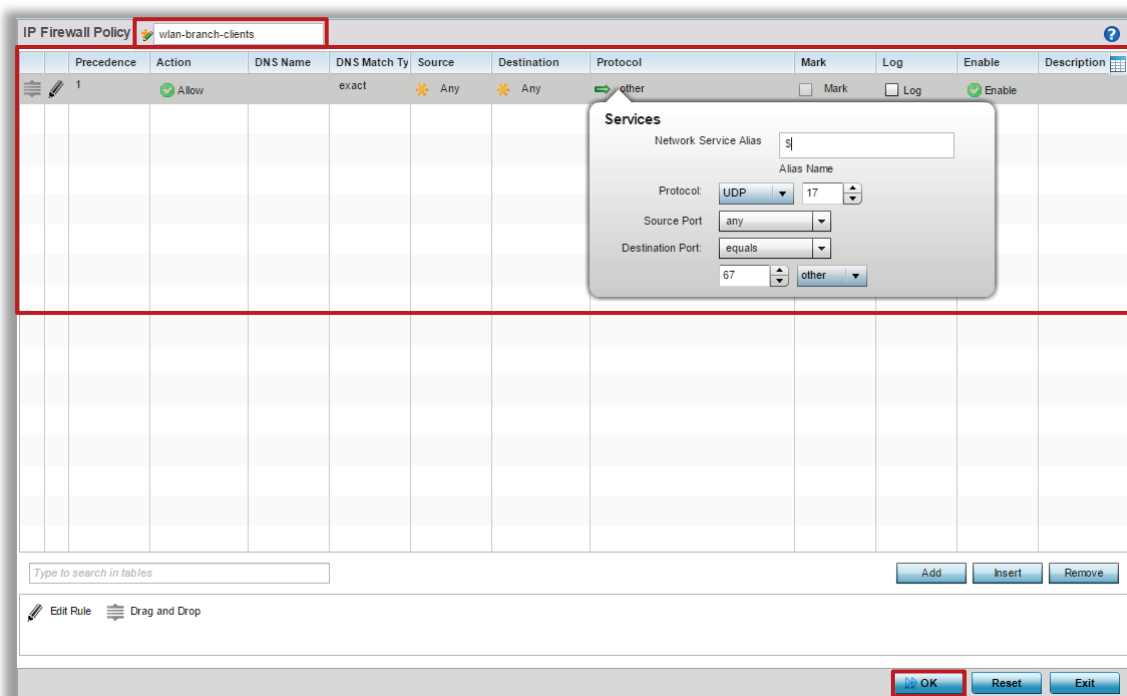 IP Firewall Policy wlan-branch-clients ?
Precedence Action DNS Name DNS Match Ty Source Destination Protocol Mark Log Enable Description
1 Allow exact Any Any other Mark Log Enable
Services
Network Service Alias $
Alias Name
Protocol: UDP 17
Source Port any
Destination Port: equals
67 other
Type to search in tables Add Insert Remove
Edit Rule Drag and Drop
OK Reset Exit